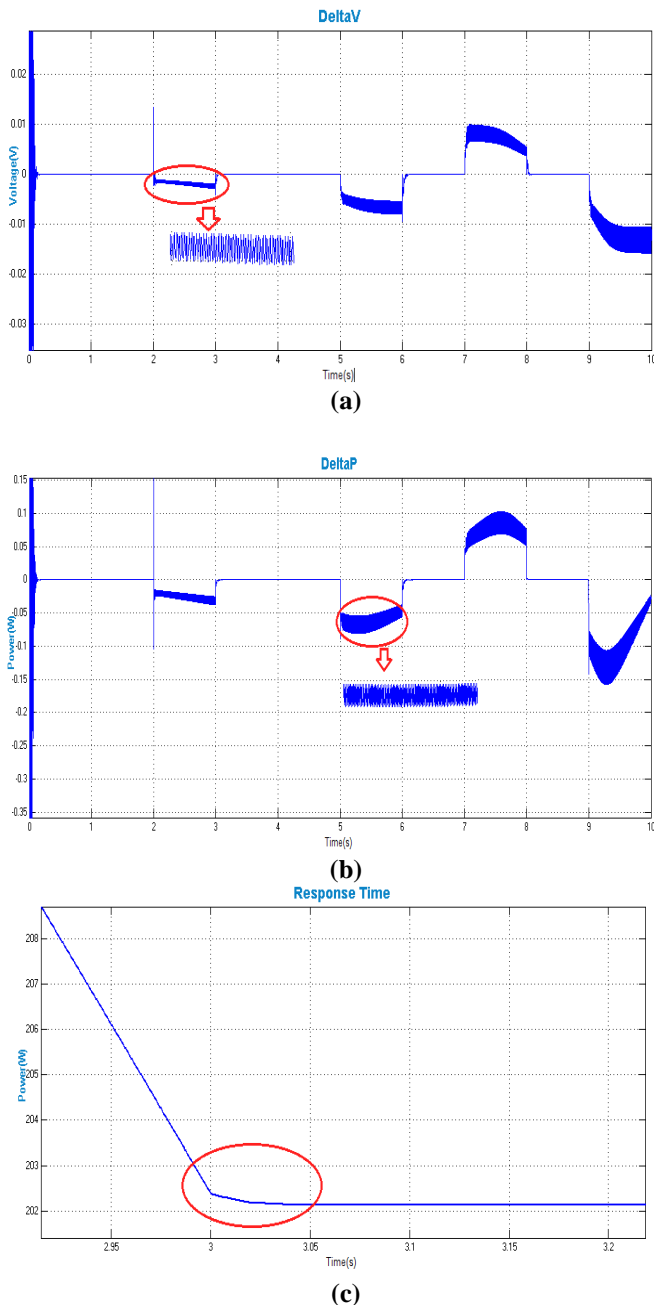 DeltaV
0.02
0.01
0
-0.01
-0.02
-0.03
Voltage(V)
0 1 2 3 4 5 6 7 8 9 10
Time(s)
(a)
DeltaP
0.15
0.1
0.05
0
-0.05
-0.1
-0.15
-0.2
-0.25
-0.3
-0.35
Power(W)
0 1 2 3 4 5 6 7 8 9 10
Time(s)
(b)
Response Time
208
207
206
205
204
203
202
Power(W)
2.95 3 3.05 3.1 3.15 3.2
Time(s)
(c)